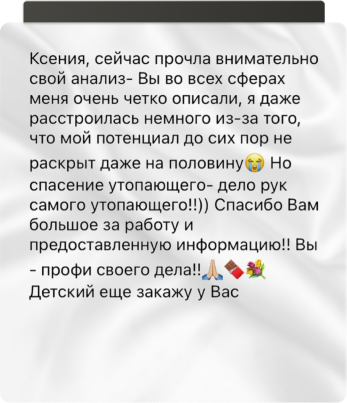 Ксения, сейчас прочла внимательно
свой анализ- Вы во всех сферах
меня очень четко описали, я даже
расстроилась немного из-за того,
что мой потенциал до сих пор не
раскрыт даже на половину😭 Но
спасение утопающего- дело рук
самого утопающего!!)) Спасибо Вам
большое за работу и
предоставленную информацию!! Вы
- профи своего дела!!🙏🏼🍫💐
Детский еще закажу у Вас